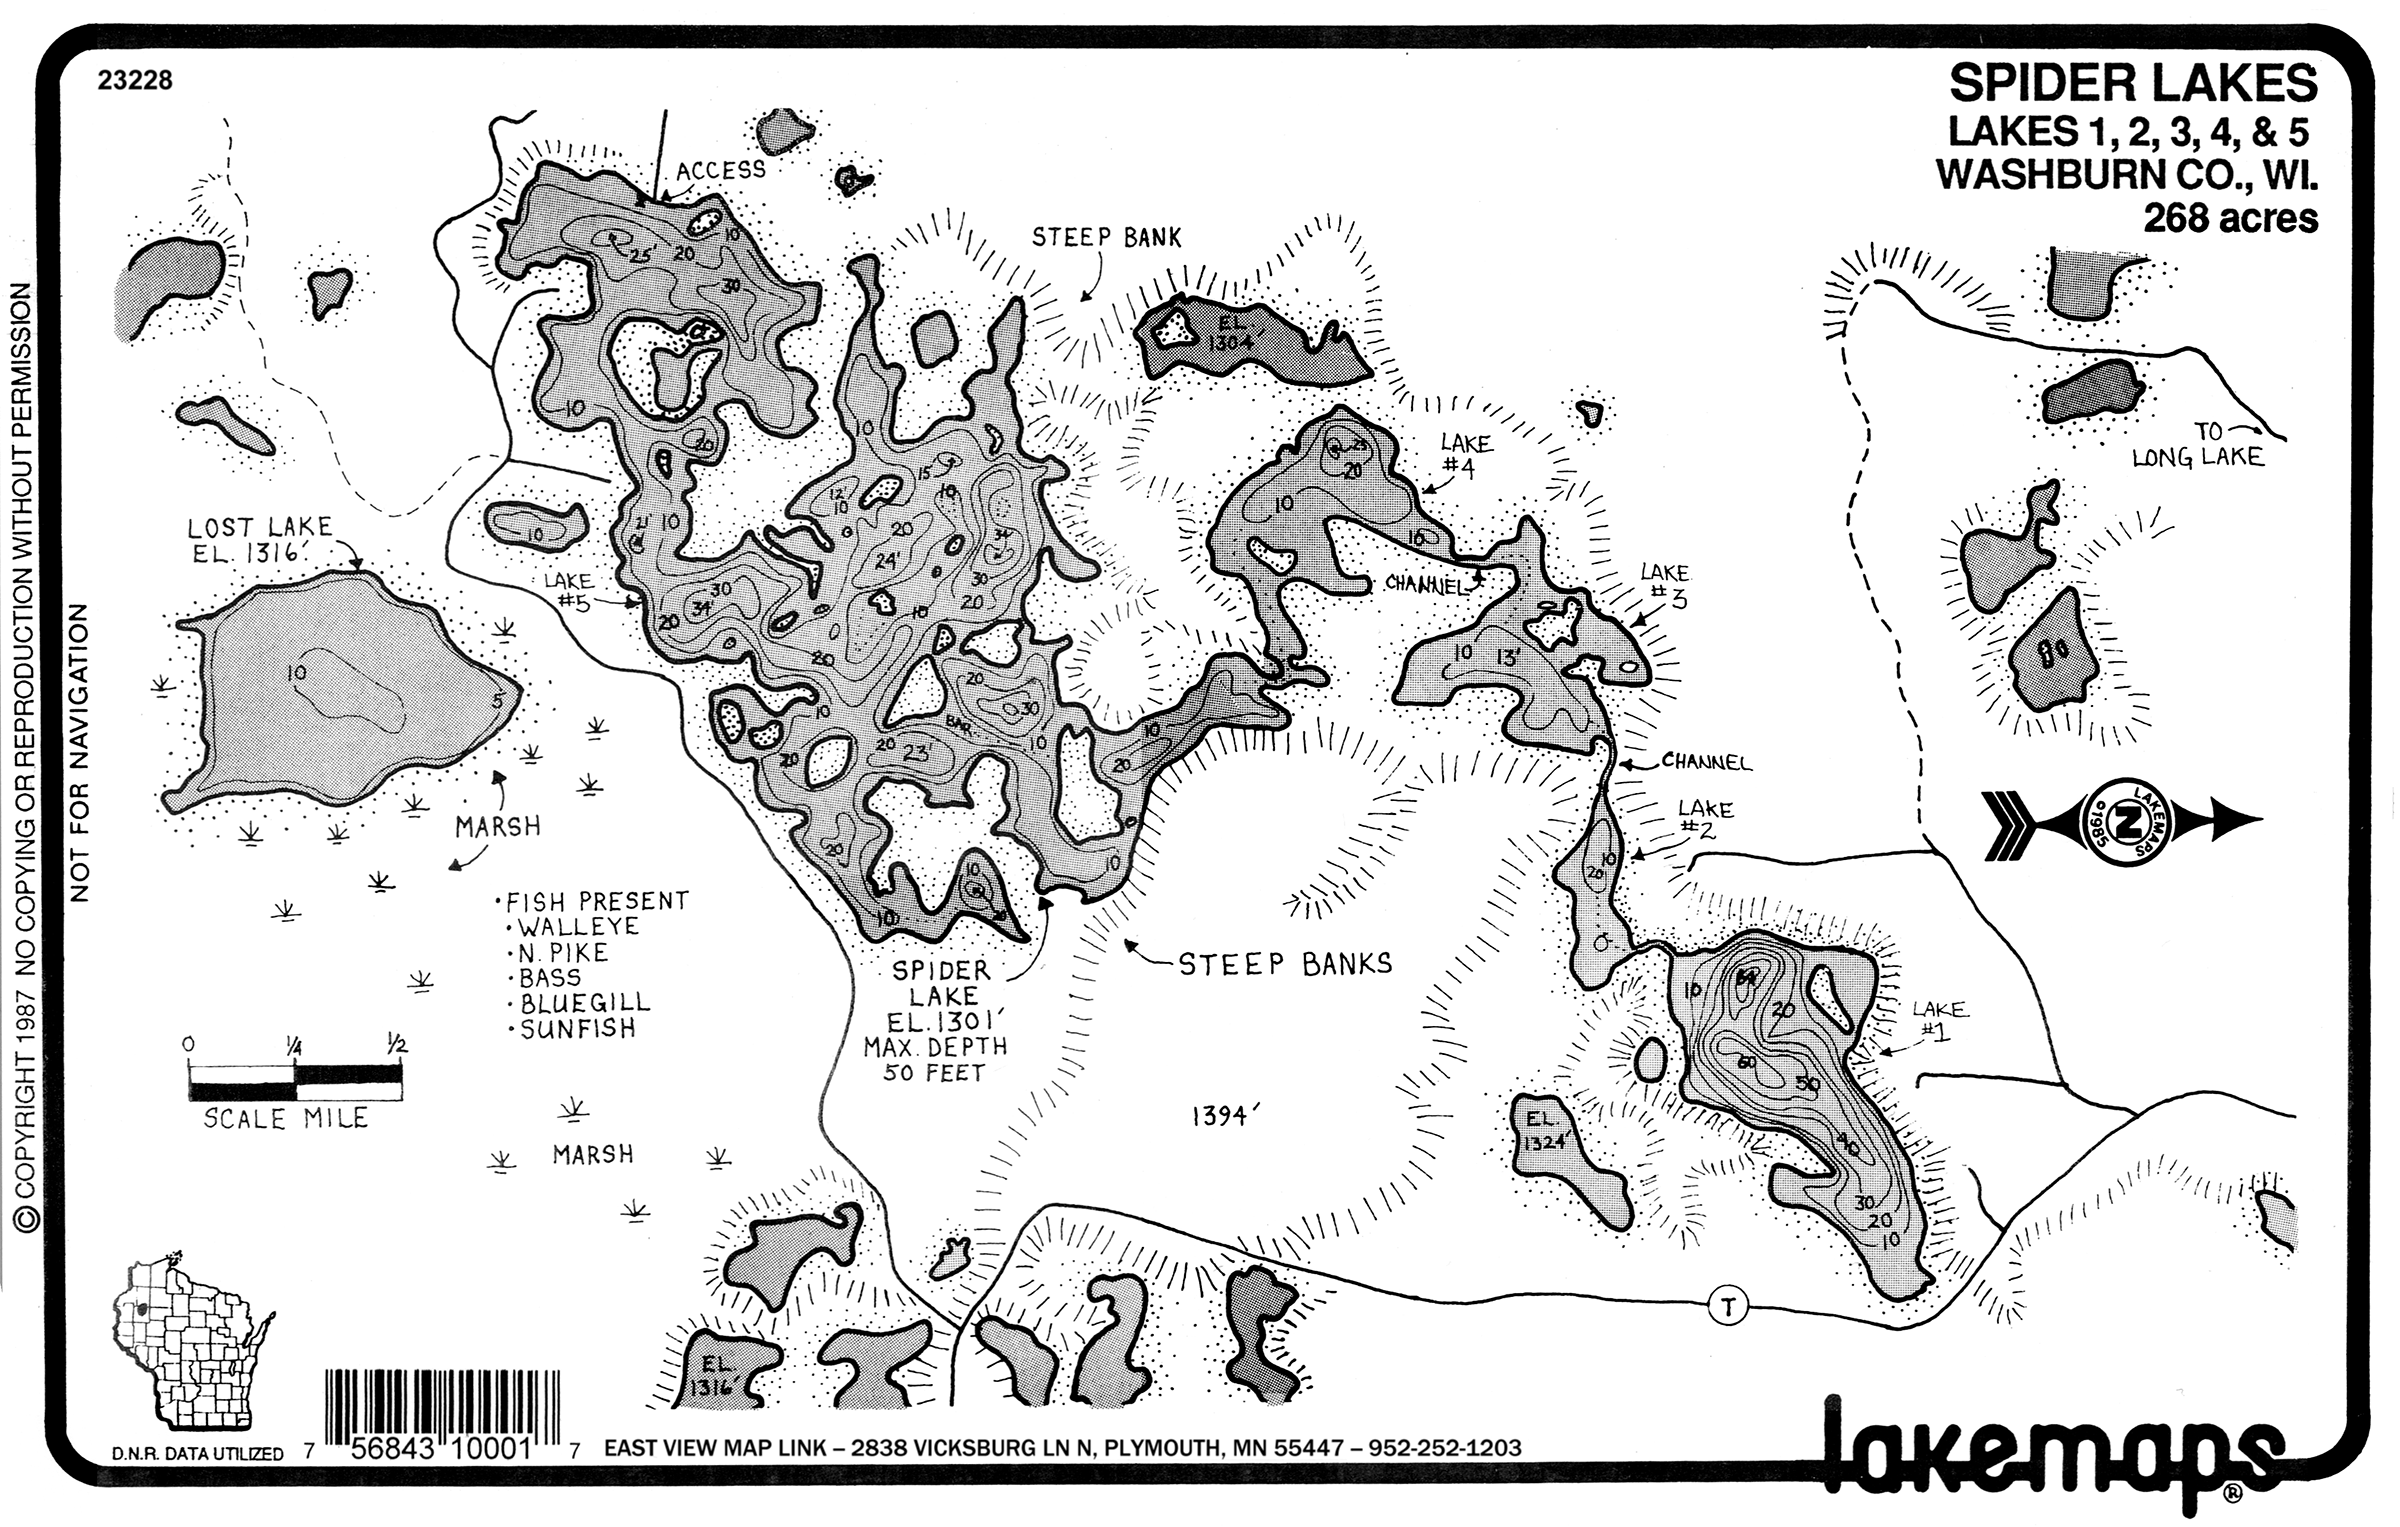 23228
SPIDER LAKES
LAKES 1, 2, 3, 4, & 5
WASHBURN CO., WI.
268 acres
© COPYRIGHT 1987 NO COPYING OR REPRODUCTION WITHOUT PERMISSION
NOT FOR NAVIGATION
ACCESS
STEEP BANK
25'
20
10
30
EL.
1304'
10
20
10
TO
LONG LAKE
LAKE
#4
20
10
15
12'
10
10
LOST LAKE
EL. 1316'
10
21'
10
20
24'
34'
30
20
16
CHANNEL
LAKE
#3
LAKE
#5
30
34'
20
10
20
10
13'
10
5
20
30
BAR
10
10
20
20
23'
10
20
CHANNEL
LAKE
#2
LAKEMAPS
©1985
N
MARSH
20
10
10
10
20
10
• FISH PRESENT
• WALLEYE
• N. PIKE
• BASS
• BLUEGILL
• SUNFISH
SPIDER
LAKE
EL. 1301'
MAX. DEPTH
50 FEET
STEEP BANKS
10
20
LAKE
#1
60
50
40
30
20
10
0 1/4 1/2
SCALE MILE
1394'
EL.
1324'
MARSH
T
EL.
1316'
D.N.R. DATA UTILIZED
7 56843 10001 7
EAST VIEW MAP LINK – 2838 VICKSBURG LN N, PLYMOUTH, MN 55447 – 952-252-1203
lakemaps®